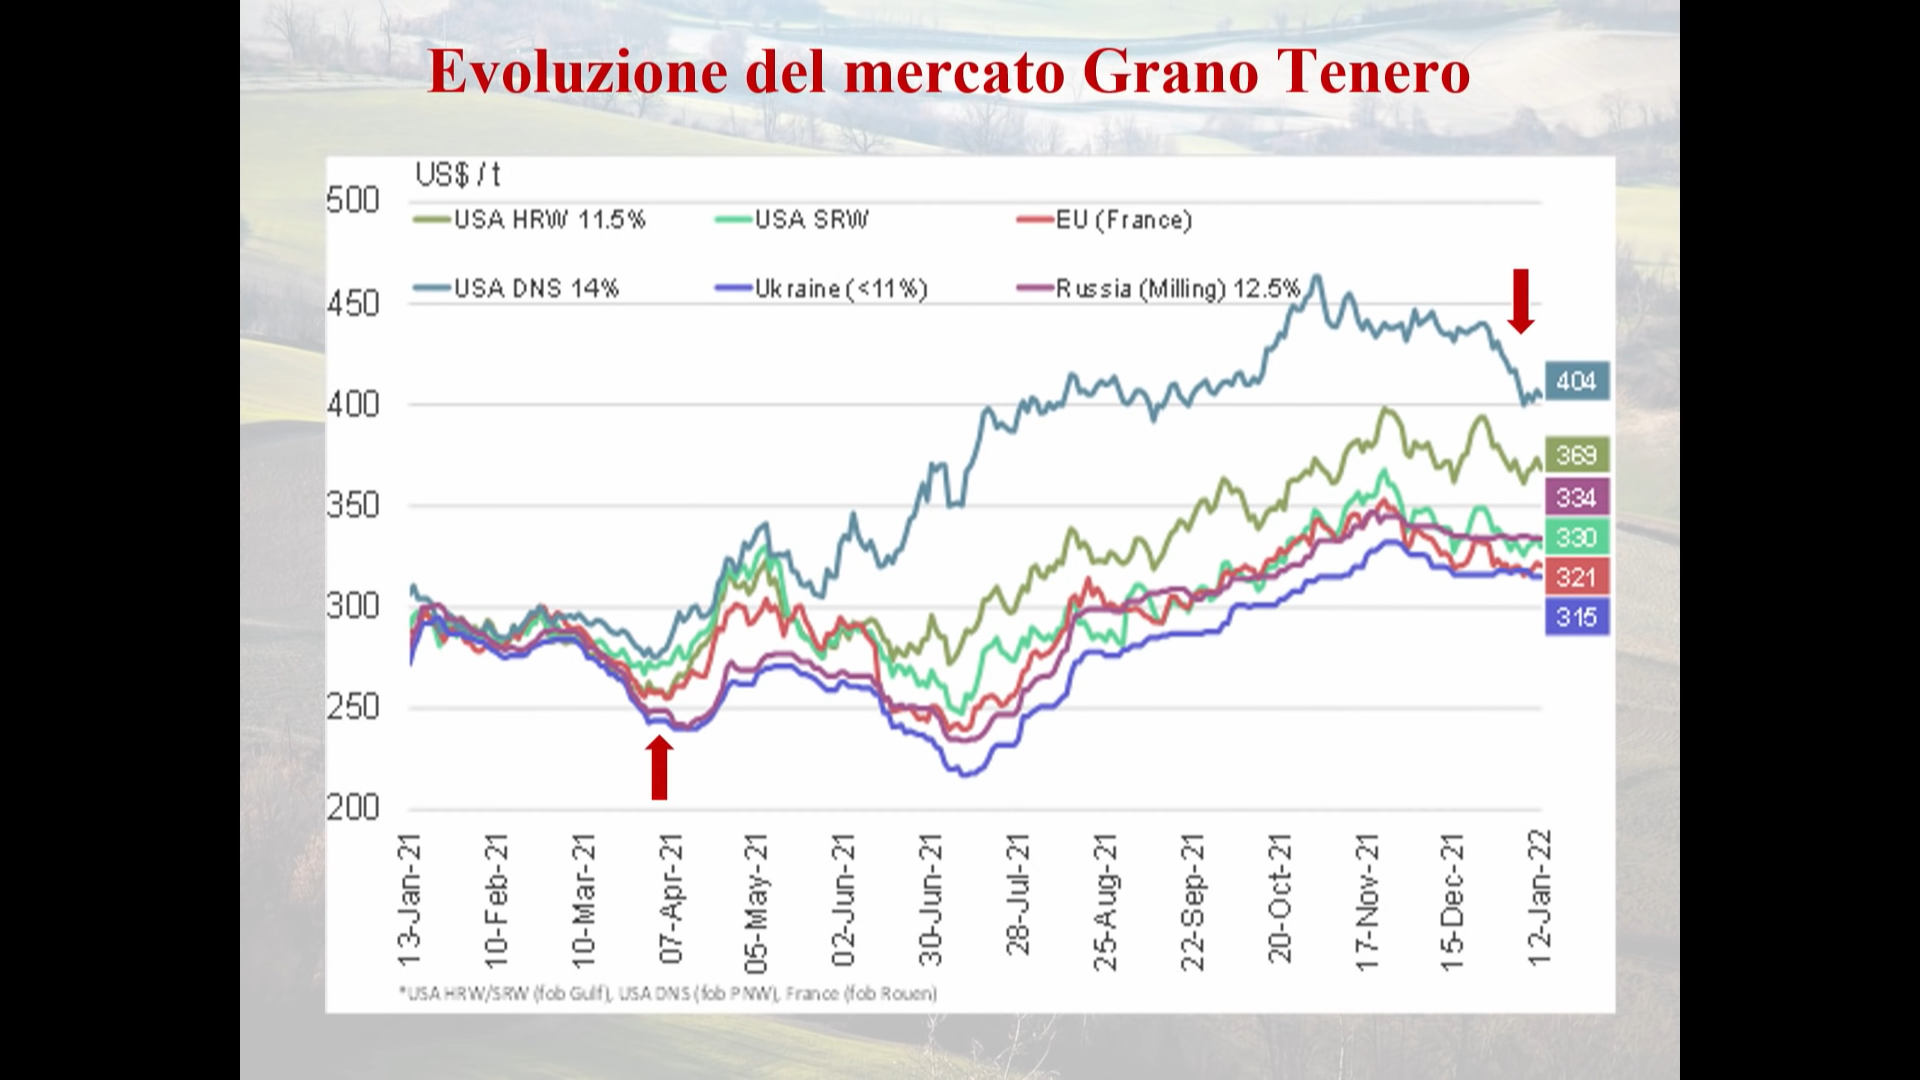 Evoluzione del mercato Grano Tenero
US$ / t
500
USA HRW 11.5% USA SRW EU (France)
USA DNS 14% Ukraine (<11%) Russia (Milling) 12.5%
450
400
350
300
250
200
404
369
334
330
321
315
13-Jan-21 10-Feb-21 10-Mar-21 07-Apr-21 05-May-21 02-Jun-21 30-Jun-21 28-Jul-21 25-Aug-21 22-Sep-21 20-Oct-21 17-Nov-21 15-Dec-21 12-Jan-22
*USA HRW/SRW (fob Gulf), USA DNS (fob PNW), France (fob Rouen)